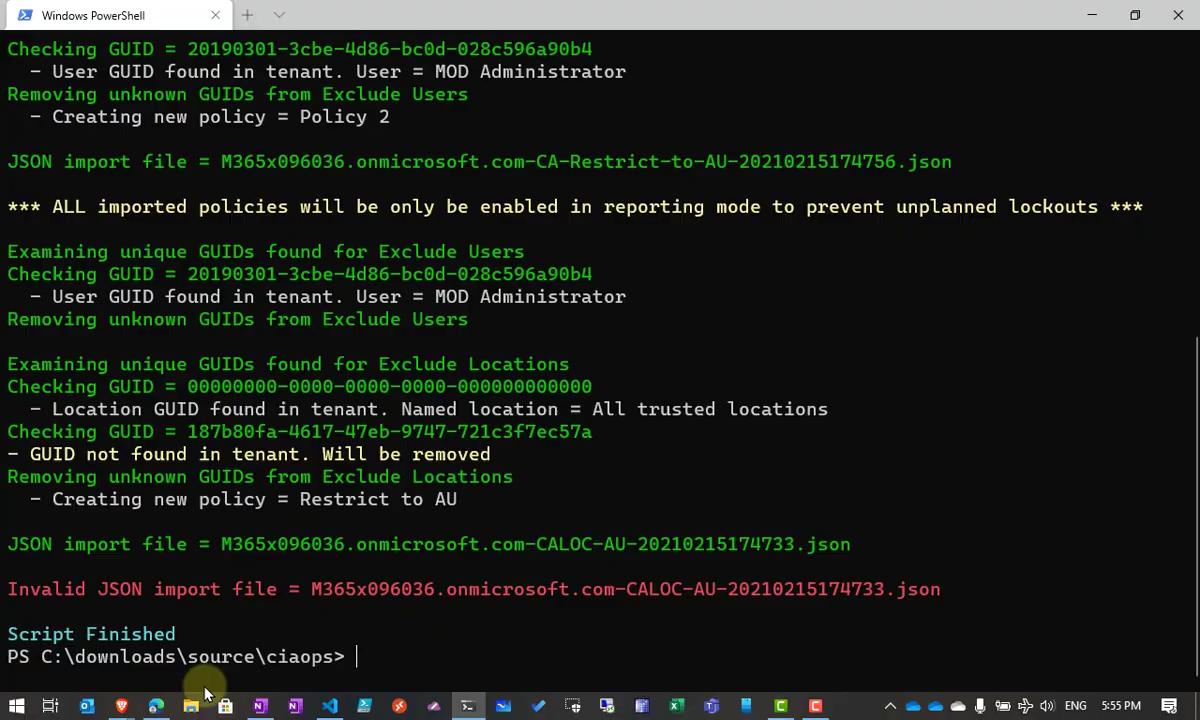 Windows PowerShell
Checking GUID = 20190301-3cbe-4d86-bc0d-028c596a90b4
- User GUID found in tenant. User = MOD Administrator
Removing unknown GUIDs from Exclude Users
- Creating new policy = Policy 2
JSON import file = M365x096036.onmicrosoft.com-CA-Restrict-to-AU-20210215174756.json
*** ALL imported policies will be only be enabled in reporting mode to prevent unplanned lockouts ***
Examining unique GUIDs found for Exclude Users
Checking GUID = 20190301-3cbe-4d86-bc0d-028c596a90b4
- User GUID found in tenant. User = MOD Administrator
Removing unknown GUIDs from Exclude Users
Examining unique GUIDs found for Exclude Locations
Checking GUID = 00000000-0000-0000-0000-000000000000
- Location GUID found in tenant. Named location = All trusted locations
Checking GUID = 187b80fa-4617-47eb-9747-721c3f7ec57a
- GUID not found in tenant. Will be removed
Removing unknown GUIDs from Exclude Locations
- Creating new policy = Restrict to AU
JSON import file = M365x096036.onmicrosoft.com-CALOC-AU-20210215174733.json
Invalid JSON import file = M365x096036.onmicrosoft.com-CALOC-AU-20210215174733.json
Script Finished
PS C:\downloads\source\ciaops>
ENG 5:55 PM